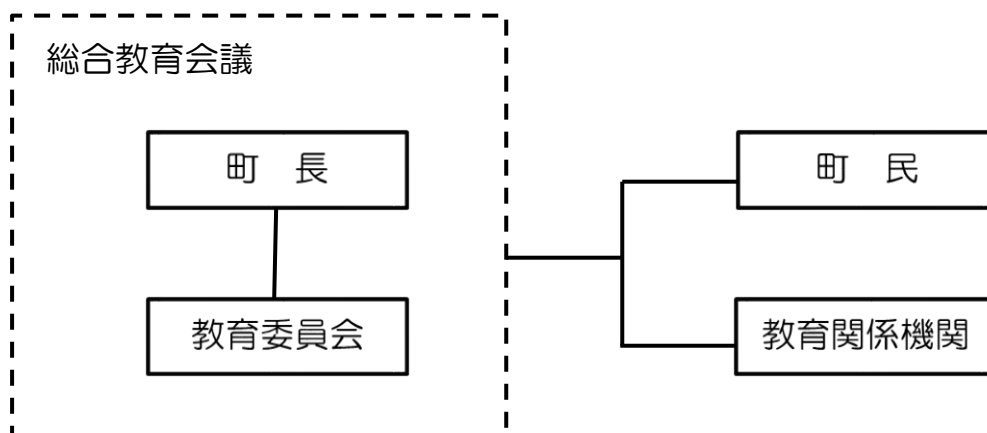 総合教育会議
町　長
町　民
教育委員会
教育関係機関